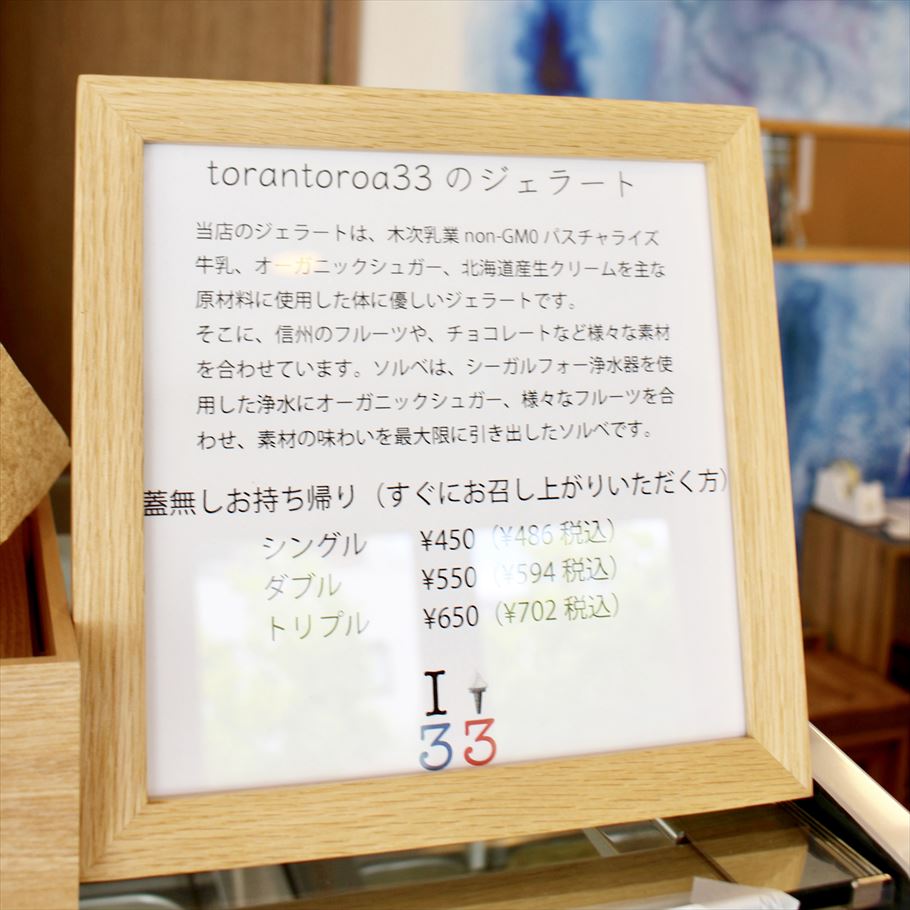 torantoroa33 のジェラート
当店のジェラートは、木次乳業 non-GM0 パスチャライズ
牛乳、オーガニックシュガー、北海道産生クリームを主な
原材料に使用した体に優しいジェラートです。
そこに、信州のフルーツや、チョコレートなど様々な素材
を合わせています。ソルベは、シーガルフォー浄水器を使
用した浄水にオーガニックシュガー、様々なフルーツを合
わせ、素材の味わいを最大限に引き出したソルベです。
蓋無しお持ち帰り（すぐにお召し上がりいただく方）
シングル ¥450（¥486 税込）
ダブル ¥550（¥594 税込）
トリプル ¥650（¥702 税込）
I
33